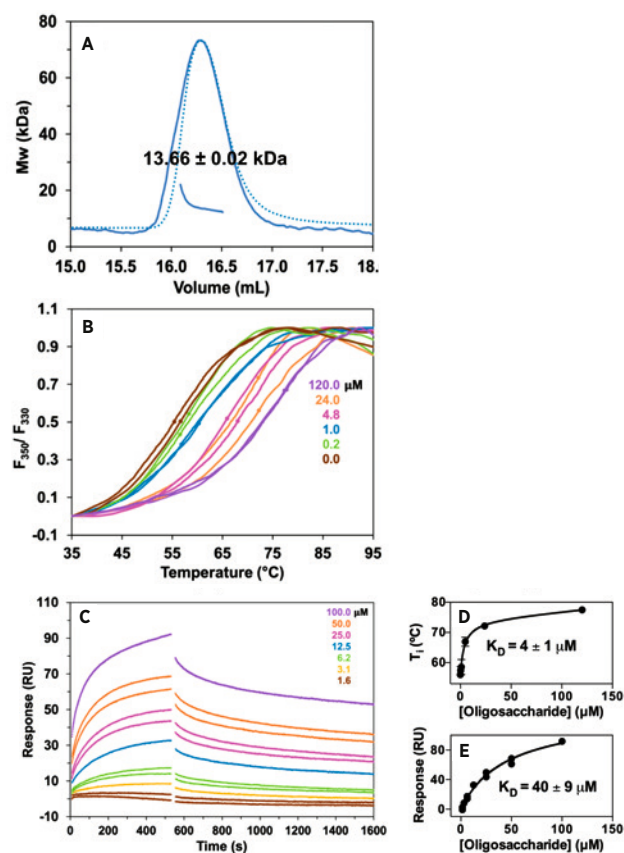 A
80
60
40
20
0
Mw (kDa)
13.66 ± 0.02 kDa
15.0 15.5 16.0 16.5 17.0 17.5 18.
Volume (mL)
B
1.1
0.9
0.7
0.5
0.3
0.1
-0.1
F350/ F330
120.0 µM
24.0
4.8
1.0
0.2
0.0
35 45 55 65 75 85 95
Temperature (°C)
C
110
90
70
50
30
10
-10
Response (RU)
100.0 µM
50.0
25.0
12.5
6.2
3.1
1.6
0 200 400 600 800 1000 1200 1400 1600
Time (s)
D
80
70
60
Ti (ºC)
KD = 4 ± 1 µM
0 50 100
[Oligosaccharide] (µM)
E
80
40
0
Response (RU)
KD = 40 ± 9 µM
0 50 100
[Oligosaccharide] (µM)